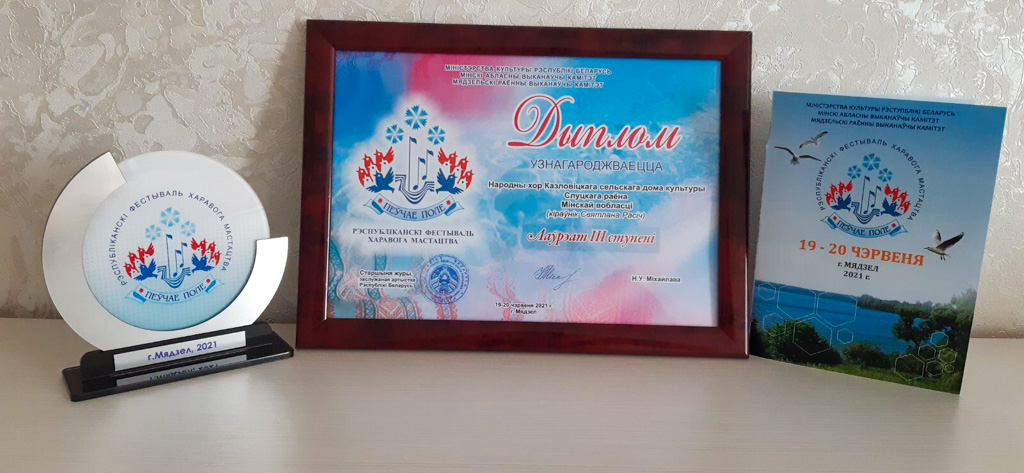 РЭСПУБЛІКАНСКІ ФЕСТЫВАЛЬ ХАРАВОГА МАСТАЦТВА
ПЕЎЧАЕ ПОЛЕ
г.Мядзел, 2021
МІНІСТЭРСТВА КУЛЬТУРЫ РЭСПУБЛІКІ БЕЛАРУСЬ
МІНСКІ АБЛАСНЫ ВЫКАНАЎЧЫ КАМІТЭТ
МЯДЗЕЛЬСКІ РАЁННЫ ВЫКАНАЎЧЫ КАМІТЭТ
Дыплом
УЗНАГАРОДЖВАЕЦЦА
Народны хор Казловіцкага сельскага дома культуры
Слуцкага раёна
Мінскай вобласці
(кіраўнік Святлана Расіч)
Лаўрэат III ступені
ПЕЎЧАЕ ПОЛЕ
РЭСПУБЛІКАНСКІ ФЕСТЫВАЛЬ
ХАРАВОГА МАСТАЦТВА
Старшыня журы,
заслужаная артыстка
Рэспублікі Беларусь
Н.У. Міхайлава
19-20 чэрвеня 2021 г.
г. Мядзел
МІНІСТЭРСТВА КУЛЬТУРЫ РЭСПУБЛІКІ БЕЛАРУСЬ
МІНСКІ АБЛАСНЫ ВЫКАНАЎЧЫ КАМІТЭТ
МЯДЗЕЛЬСКІ РАЁННЫ ВЫКАНАЎЧЫ КАМІТЭТ
РЭСПУБЛІКАНСКІ ФЕСТЫВАЛЬ ХАРАВОГА МАСТАЦТВА
ПЕЎЧАЕ ПОЛЕ
19 - 20 ЧЭРВЕНЯ
г. МЯДЗЕЛ
2021 г.